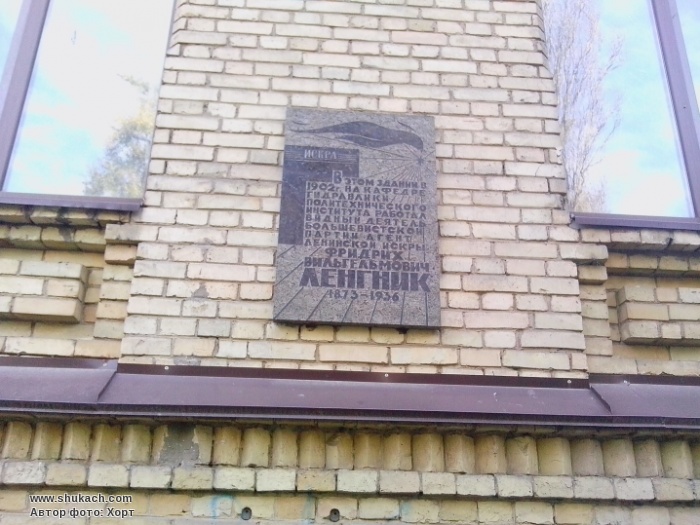 ИСКРА
В ЭТОМ ЗДАНИИ В
1902 г. НА КАФЕДРЕ
ГИДРАВЛИКИ
ПОЛИТЕХНИЧЕСКОГО
ИНСТИТУТА РАБОТАЛ
ВИДНЫЙ ДЕЯТЕЛЬ
БОЛЬШЕВИСТСКОЙ
ПАРТИИ АГЕНТ
ЛЕНИНСКОЙ ИСКРЫ
ФРИДРИХ
ВИЛЬГЕЛЬМОВИЧ
ЛЕНГНИК
1873-1936
www.shukach.com
Автор фото: Хорт